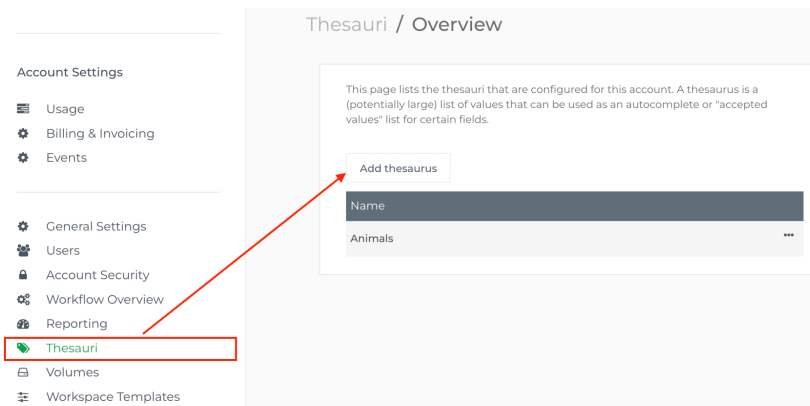 Thesauri / Overview
Account Settings
Usage
Billing & Invoicing
Events
General Settings
Users
Account Security
Workflow Overview
Reporting
Thesauri
Volumes
Workspace Templates
This page lists the thesauri that are configured for this account. A thesaurus is a
(potentially large) list of values that can be used as an autocomplete or "accepted
values" list for certain fields.
Add thesaurus
Name
Animals